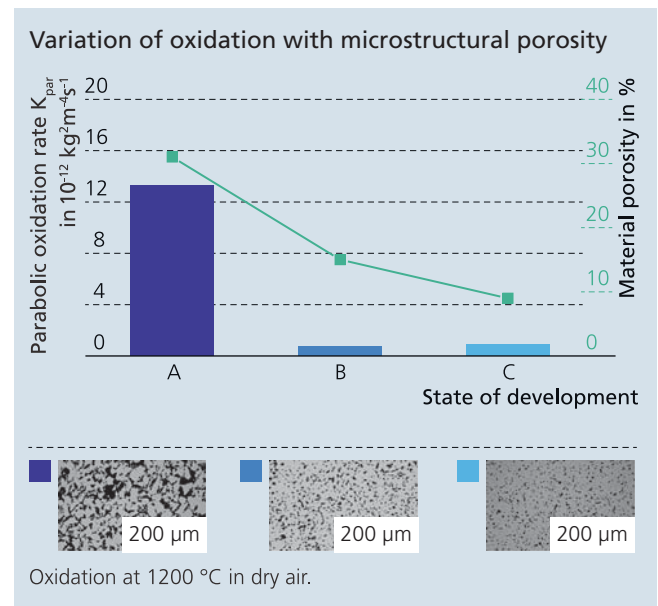 Variation of oxidation with microstructural porosity
Parabolic oxidation rate K_par
in 10⁻¹² kg²m⁻⁴s⁻¹
20
16
12
8
4
0
40
30
20
10
0
Material porosity in %
A B C
State of development
200 µm 200 µm 200 µm
Oxidation at 1200 °C in dry air.